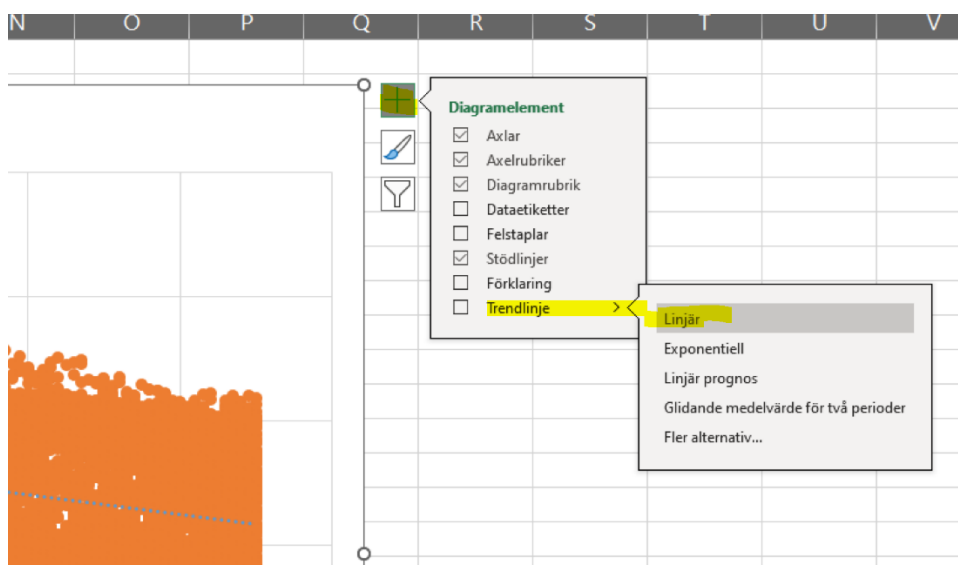 N O P Q R S T U V
Diagramelement
Axlar
Axelrubriker
Diagramrubrik
Dataetiketter
Felstaplar
Stödlinjer
Förklaring
Trendlinje >
Linjär
Exponentiell
Linjär prognos
Glidande medelvärde för två perioder
Fler alternativ...